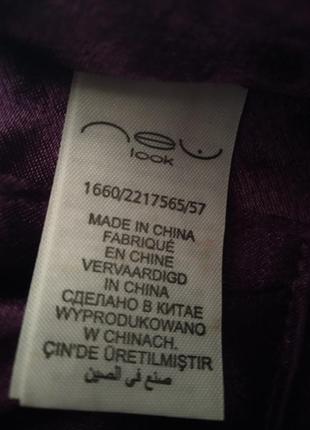 new
look
1660/2217565/57
MADE IN CHINA
FABRIQUÉ
EN CHINE
VERVAARDIGD
IN CHINA
СДЕЛАНО В КИТАЕ
WYPRODUKOWANO
W CHINACH.
ÇİN'DE ÜRETİLMİŞTİR
صنع في الصين